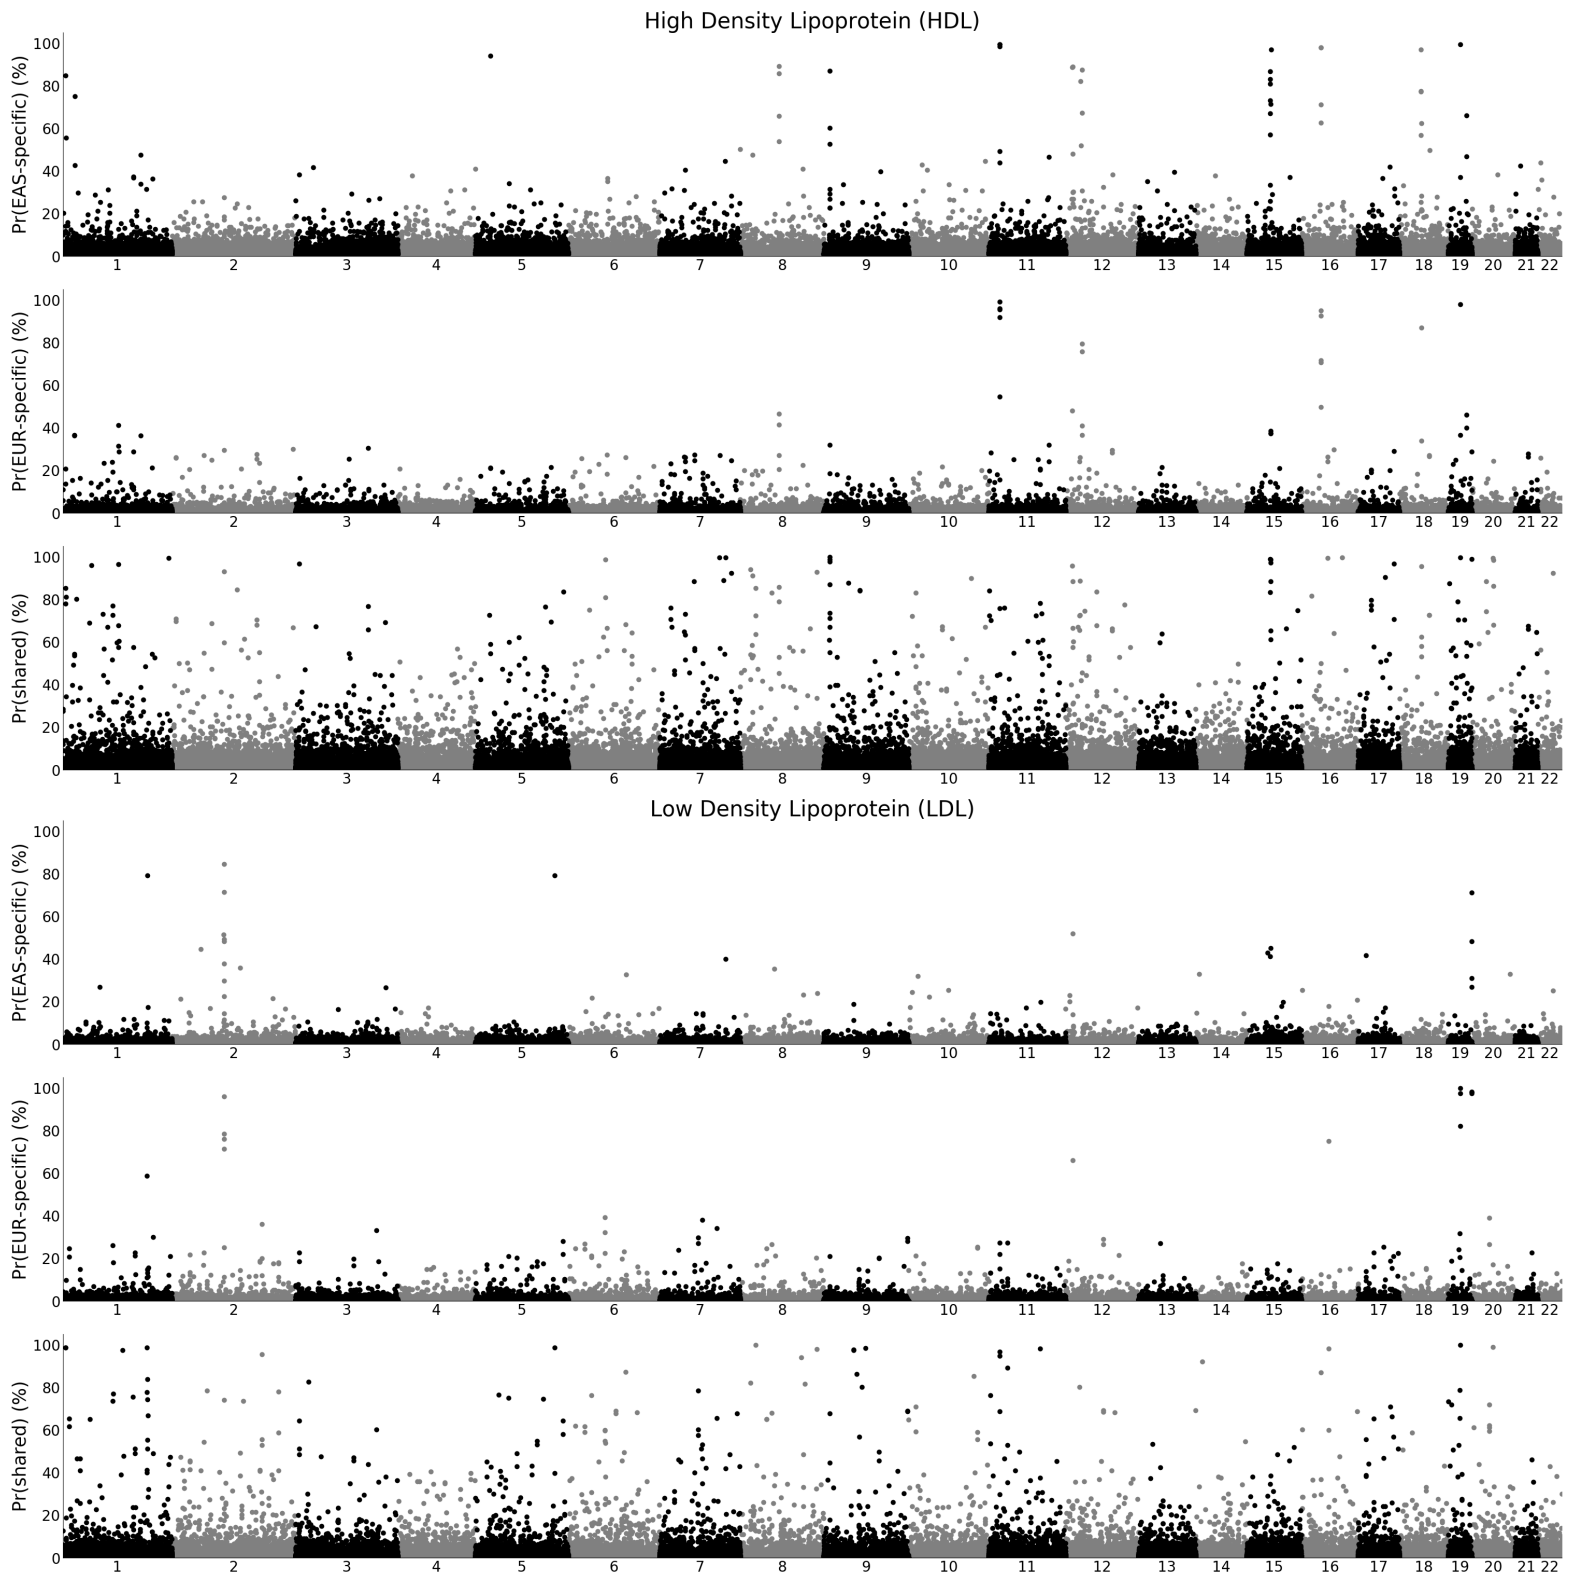 High Density Lipoprotein (HDL)
Pr(EAS-specific) (%)
100
80
60
40
20
0
1 2 3 4 5 6 7 8 9 10 11 12 13 14 15 16 17 18 19 20 21 22
Pr(EUR-specific) (%)
100
80
60
40
20
0
1 2 3 4 5 6 7 8 9 10 11 12 13 14 15 16 17 18 19 20 21 22
Pr(shared) (%)
100
80
60
40
20
0
1 2 3 4 5 6 7 8 9 10 11 12 13 14 15 16 17 18 19 20 21 22
Low Density Lipoprotein (LDL)
Pr(EAS-specific) (%)
100
80
60
40
20
0
1 2 3 4 5 6 7 8 9 10 11 12 13 14 15 16 17 18 19 20 21 22
Pr(EUR-specific) (%)
100
80
60
40
20
0
1 2 3 4 5 6 7 8 9 10 11 12 13 14 15 16 17 18 19 20 21 22
Pr(shared) (%)
100
80
60
40
20
0
1 2 3 4 5 6 7 8 9 10 11 12 13 14 15 16 17 18 19 20 21 22